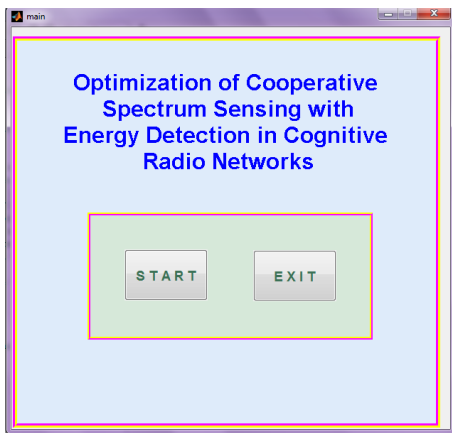 main
Optimization of Cooperative
Spectrum Sensing with
Energy Detection in Cognitive
Radio Networks
START
EXIT